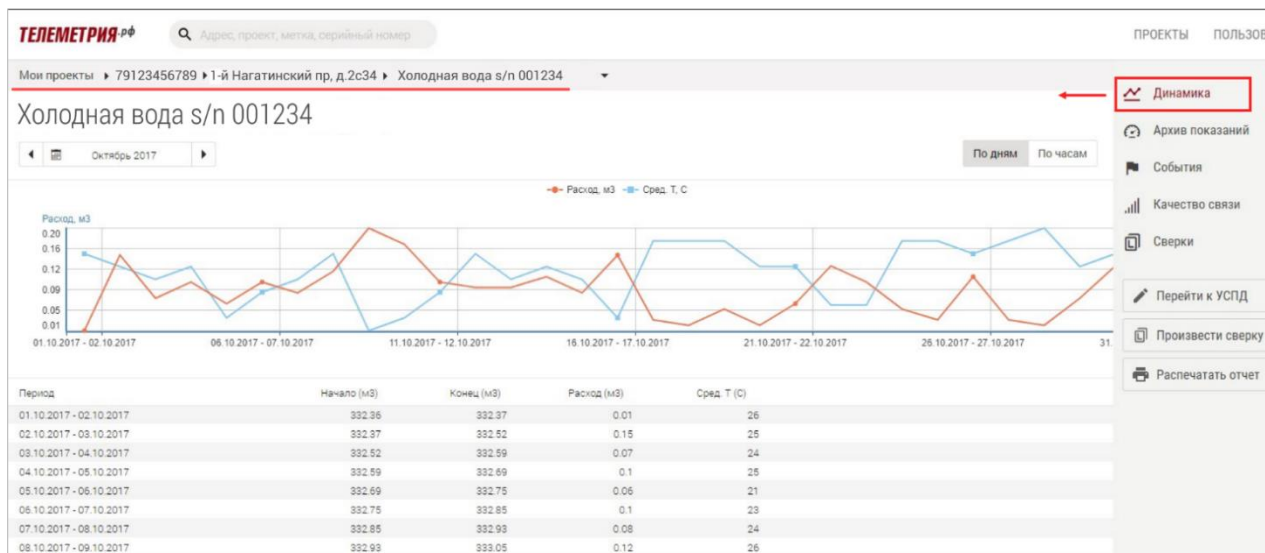 ТЕЛЕМЕТРИЯ.рф
Адрес, проект, метка, серийный номер
ПРОЕКТЫ ПОЛЬЗОВ
Мои проекты 79123456789 1-й Нагатинский пр, д.2с34 Холодная вода s/n 001234
Холодная вода s/n 001234
Октябрь 2017
По дням По часам
Расход, м3 Сред. Т, С
Расход, м3
0.20
0.16
0.12
0.09
0.05
0.01
01.10.2017 - 02.10.2017 06.10.2017 - 07.10.2017 11.10.2017 - 12.10.2017 16.10.2017 - 17.10.2017 21.10.2017 - 22.10.2017 26.10.2017 - 27.10.2017 31.
Период Начало (м3) Конец (м3) Расход (м3) Сред. Т (С)
01.10.2017 - 02.10.2017 332.36 332.37 0.01 26
02.10.2017 - 03.10.2017 332.37 332.52 0.15 25
03.10.2017 - 04.10.2017 332.52 332.59 0.07 24
04.10.2017 - 05.10.2017 332.59 332.69 0.1 25
05.10.2017 - 06.10.2017 332.69 332.75 0.06 21
06.10.2017 - 07.10.2017 332.75 332.85 0.1 23
07.10.2017 - 08.10.2017 332.85 332.93 0.08 24
08.10.2017 - 09.10.2017 332.93 333.05 0.12 26
Динамика
Архив показаний
События
Качество связи
Сверки
Перейти к УСПД
Произвести сверку
Распечатать отчет